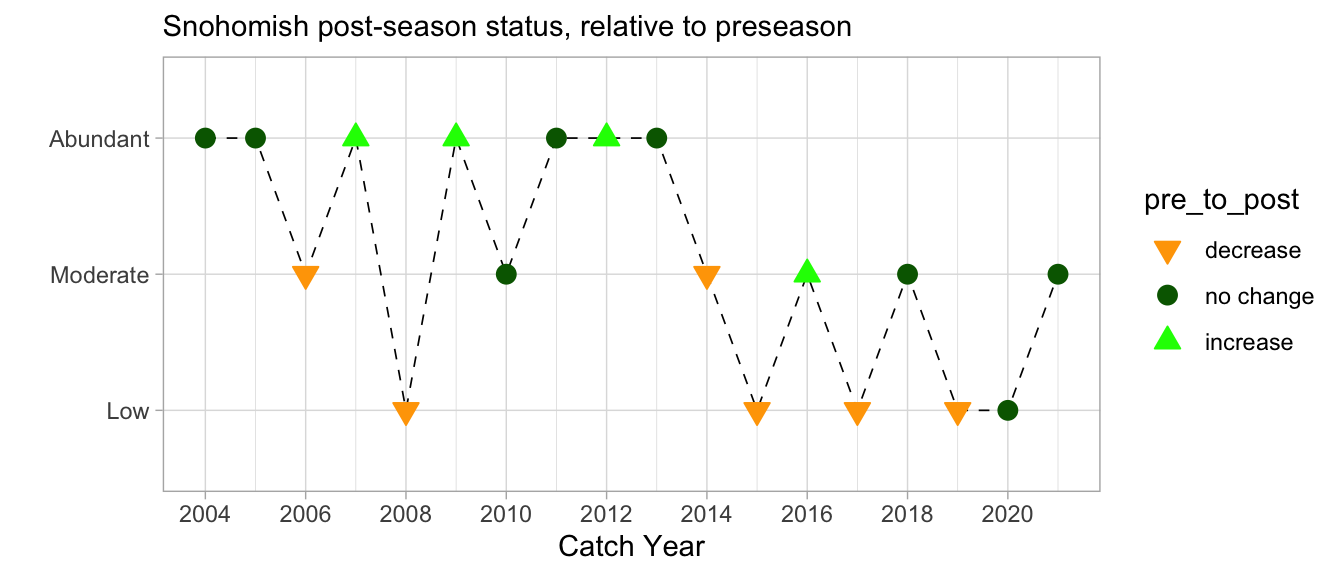 Snohomish post-season status, relative to preseason
Abundant
Moderate
Low
2004 2006 2008 2010 2012 2014 2016 2018 2020
Catch Year
pre_to_post
decrease
no change
increase